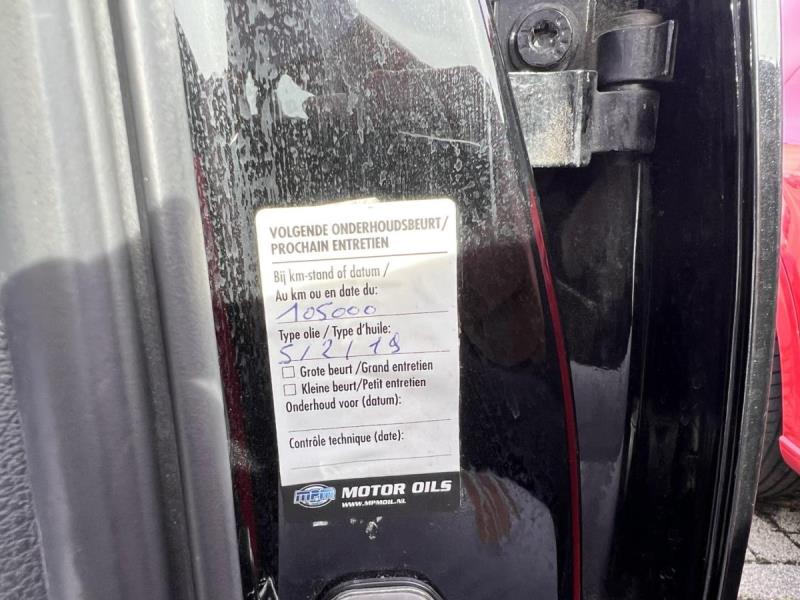 VOLGENDE ONDERHOUDSBEURT/
PROCHAIN ENTRETIEN
Bij km-stand of datum /
Au km ou en date du:
105000
Type olie / Type d'huile:
5/2/19
Grote beurt /Grand entretien
Kleine beurt/Petit entretien
Onderhoud voor (datum):
Contrôle technique (date):
MPM OIL MOTOR OILS
WWW.MPMOIL.NL